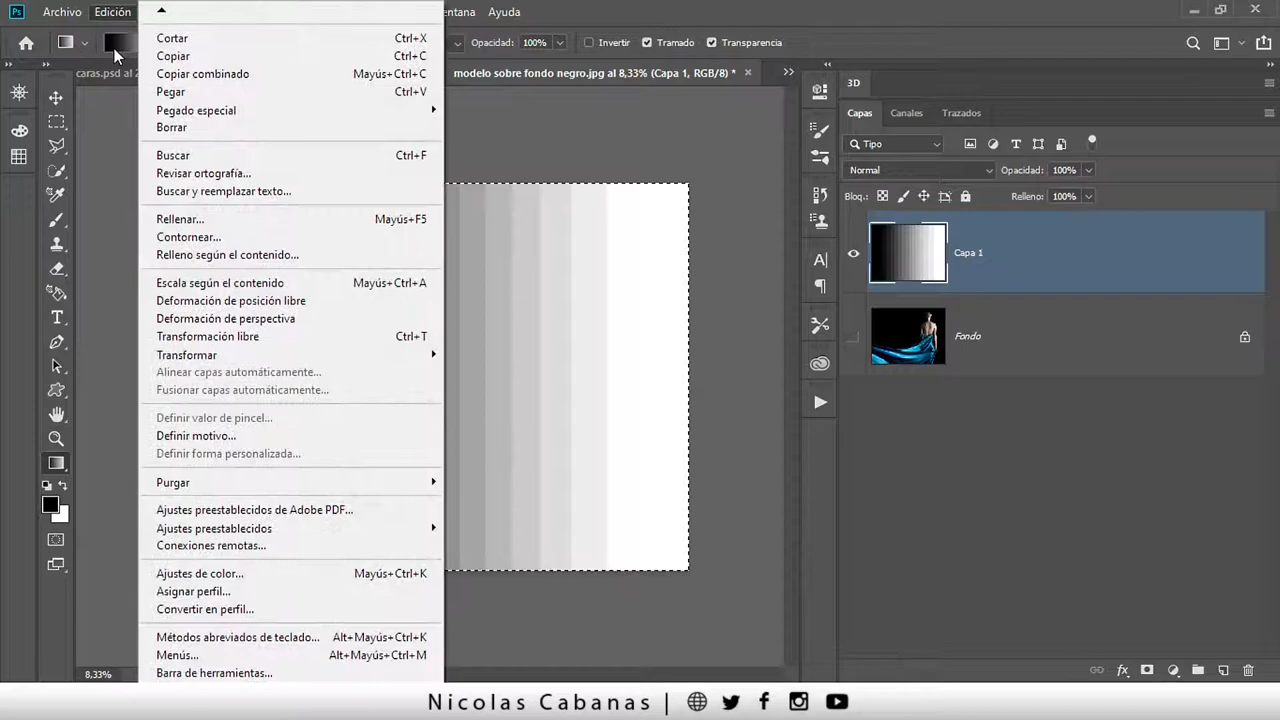 Ps Archivo Edición ntana Ayuda
Opacidad: 100% Invertir Tramado Transparencia
caras.psd al 2
modelo sobre fondo negro.jpg al 8,33% (Capa 1, RGB/8) *
Cortar Ctrl+X
Copiar Ctrl+C
Copiar combinado Mayús+Ctrl+C
Pegar Ctrl+V
Pegado especial
Borrar
Buscar Ctrl+F
Revisar ortografía...
Buscar y reemplazar texto...
Rellenar... Mayús+F5
Contornear...
Relleno según el contenido...
Escala según el contenido Mayús+Ctrl+A
Deformación de posición libre
Deformación de perspectiva
Transformación libre Ctrl+T
Transformar
Alinear capas automáticamente...
Fusionar capas automáticamente...
Definir valor de pincel...
Definir motivo...
Definir forma personalizada...
Purgar
Ajustes preestablecidos de Adobe PDF...
Ajustes preestablecidos
Conexiones remotas...
Ajustes de color... Mayús+Ctrl+K
Asignar perfil...
Convertir en perfil...
Métodos abreviados de teclado... Alt+Mayús+Ctrl+K
Menús... Alt+Mayús+Ctrl+M
Barra de herramientas...
3D
Capas Canales Trazados
Tipo
Normal Opacidad: 100%
Bloq.: Relleno: 100%
Capa 1
Fondo
8,33%
Nicolas Cabanas |